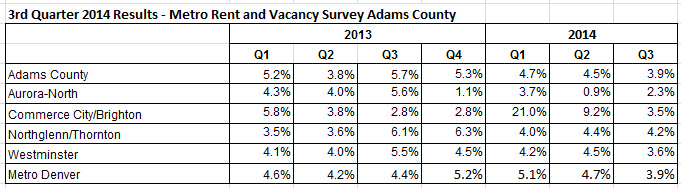 3rd Quarter 2014 Results - Metro Rent and Vacancy Survey Adams County
2013 2014
Q1 Q2 Q3 Q4 Q1 Q2 Q3
Adams County 5.2% 3.8% 5.7% 5.3% 4.7% 4.5% 3.9%
Aurora-North 4.3% 4.0% 5.6% 1.1% 3.7% 0.9% 2.3%
Commerce City/Brighton 5.8% 3.8% 2.8% 2.8% 21.0% 9.2% 3.5%
Northglenn/Thornton 3.5% 3.6% 6.1% 6.3% 4.0% 4.4% 4.2%
Westminster 4.1% 4.0% 5.5% 4.5% 4.2% 4.5% 3.6%
Metro Denver 4.6% 4.2% 4.4% 5.2% 5.1% 4.7% 3.9%